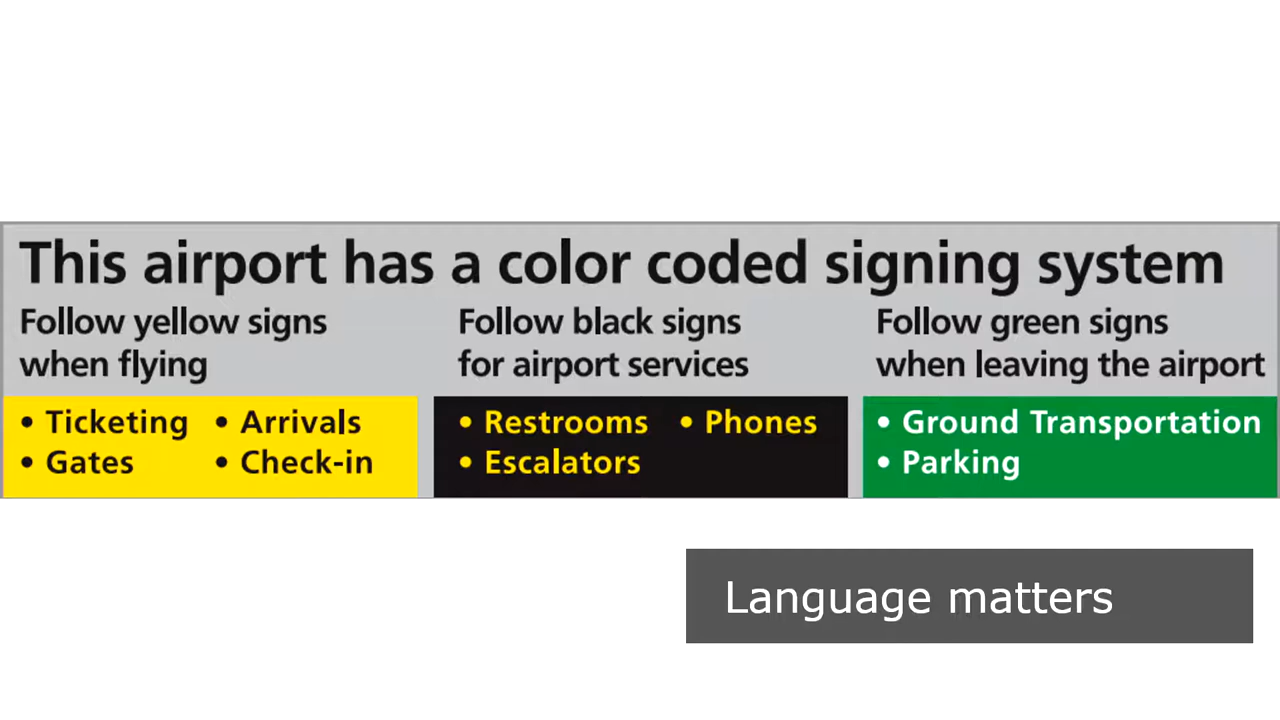 This airport has a color coded signing system
Follow yellow signs
when flying
• Ticketing • Arrivals
• Gates • Check-in
Follow black signs
for airport services
• Restrooms • Phones
• Escalators
Follow green signs
when leaving the airport
• Ground Transportation
• Parking
Language matters